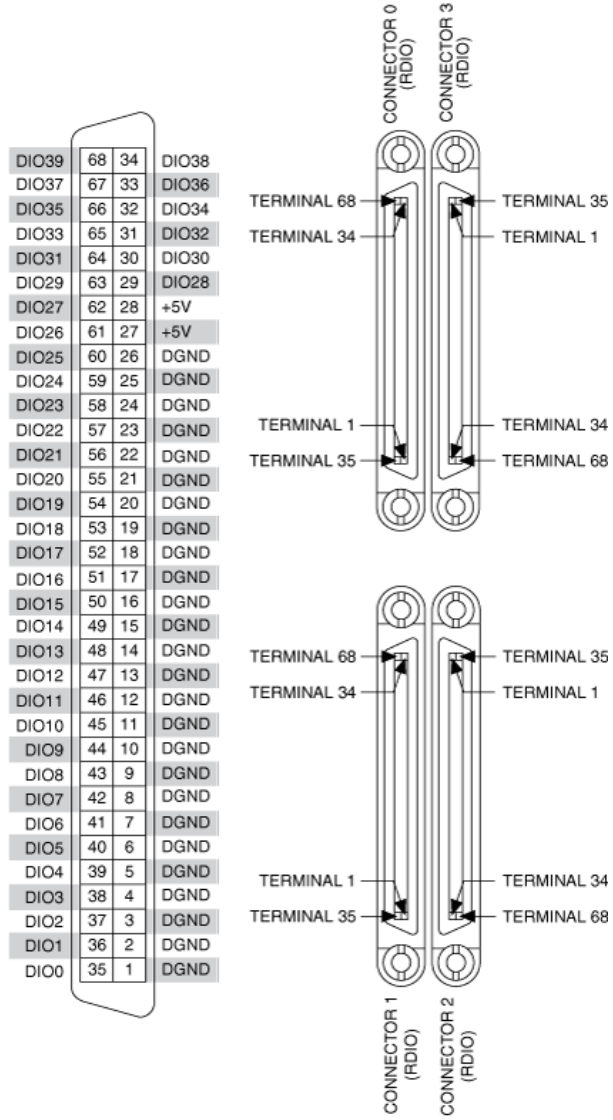 CONNECTOR 0
(RDIO)
CONNECTOR 3
(RDIO)
DIO39 68 34 DIO38
DIO37 67 33 DIO36
DIO35 66 32 DIO34
DIO33 65 31 DIO32
DIO31 64 30 DIO30
DIO29 63 29 DIO28
DIO27 62 28 +5V
DIO26 61 27 +5V
DIO25 60 26 DGND
DIO24 59 25 DGND
DIO23 58 24 DGND
DIO22 57 23 DGND
DIO21 56 22 DGND
DIO20 55 21 DGND
DIO19 54 20 DGND
DIO18 53 19 DGND
DIO17 52 18 DGND
DIO16 51 17 DGND
DIO15 50 16 DGND
DIO14 49 15 DGND
DIO13 48 14 DGND
DIO12 47 13 DGND
DIO11 46 12 DGND
DIO10 45 11 DGND
DIO9 44 10 DGND
DIO8 43 9 DGND
DIO7 42 8 DGND
DIO6 41 7 DGND
DIO5 40 6 DGND
DIO4 39 5 DGND
DIO3 38 4 DGND
DIO2 37 3 DGND
DIO1 36 2 DGND
DIO0 35 1 DGND
TERMINAL 68
TERMINAL 35
TERMINAL 34
TERMINAL 1
TERMINAL 1
TERMINAL 34
TERMINAL 35
TERMINAL 68
TERMINAL 68
TERMINAL 35
TERMINAL 34
TERMINAL 1
TERMINAL 1
TERMINAL 34
TERMINAL 35
TERMINAL 68
CONNECTOR 1
(RDIO)
CONNECTOR 2
(RDIO)